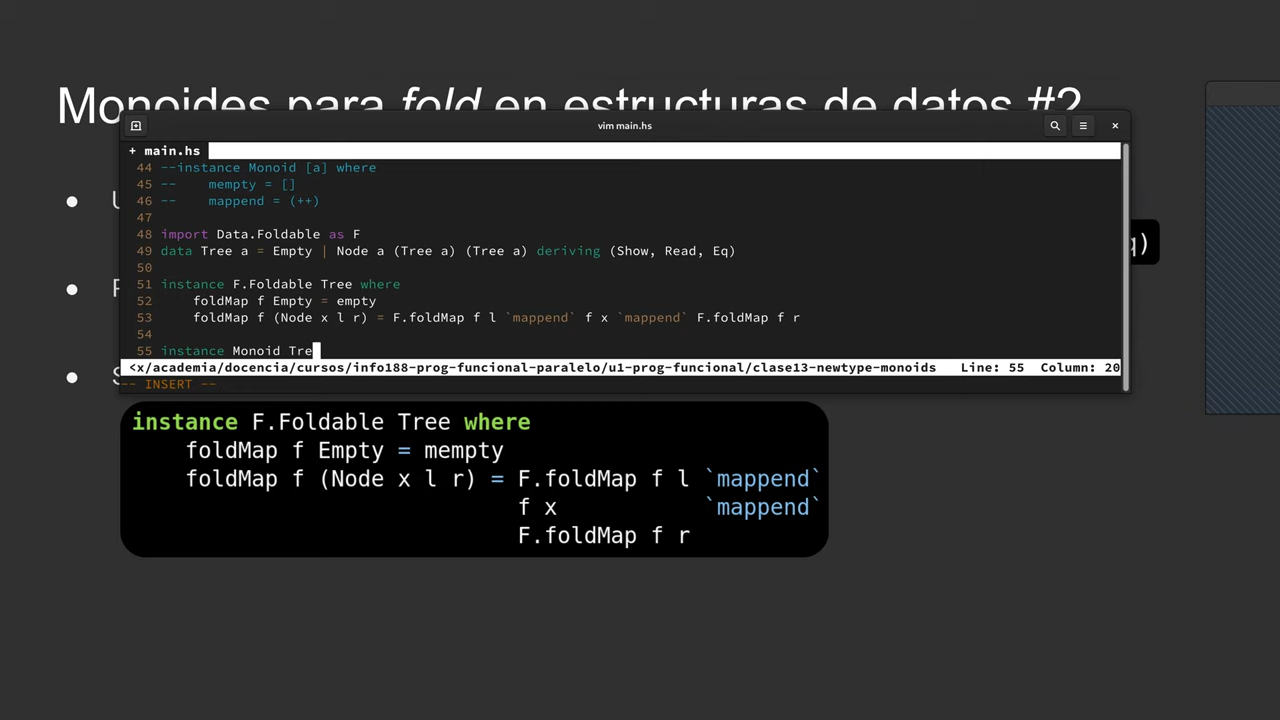 Monoides para fold en estructuras de datos #2
vim main.hs
+ main.hs
44 --instance Monoid [a] where
45 --    mempty = []
46 --    mappend = (++)
47
48 import Data.Foldable as F
49 data Tree a = Empty | Node a (Tree a) (Tree a) deriving (Show, Read, Eq)
50
51 instance F.Foldable Tree where
52     foldMap f Empty = empty
53     foldMap f (Node x l r) = F.foldMap f l `mappend` f x `mappend` F.foldMap f r
54
55 instance Monoid Tre
<x/academia/docencia/cursos/info188-prog-funcional-paralelo/u1-prog-funcional/clase13-newtype-monoids   Line: 55  Column: 20
-- INSERT --
instance F.Foldable Tree where
    foldMap f Empty = mempty
    foldMap f (Node x l r) = F.foldMap f l `mappend`
                             f x           `mappend`
                             F.foldMap f r